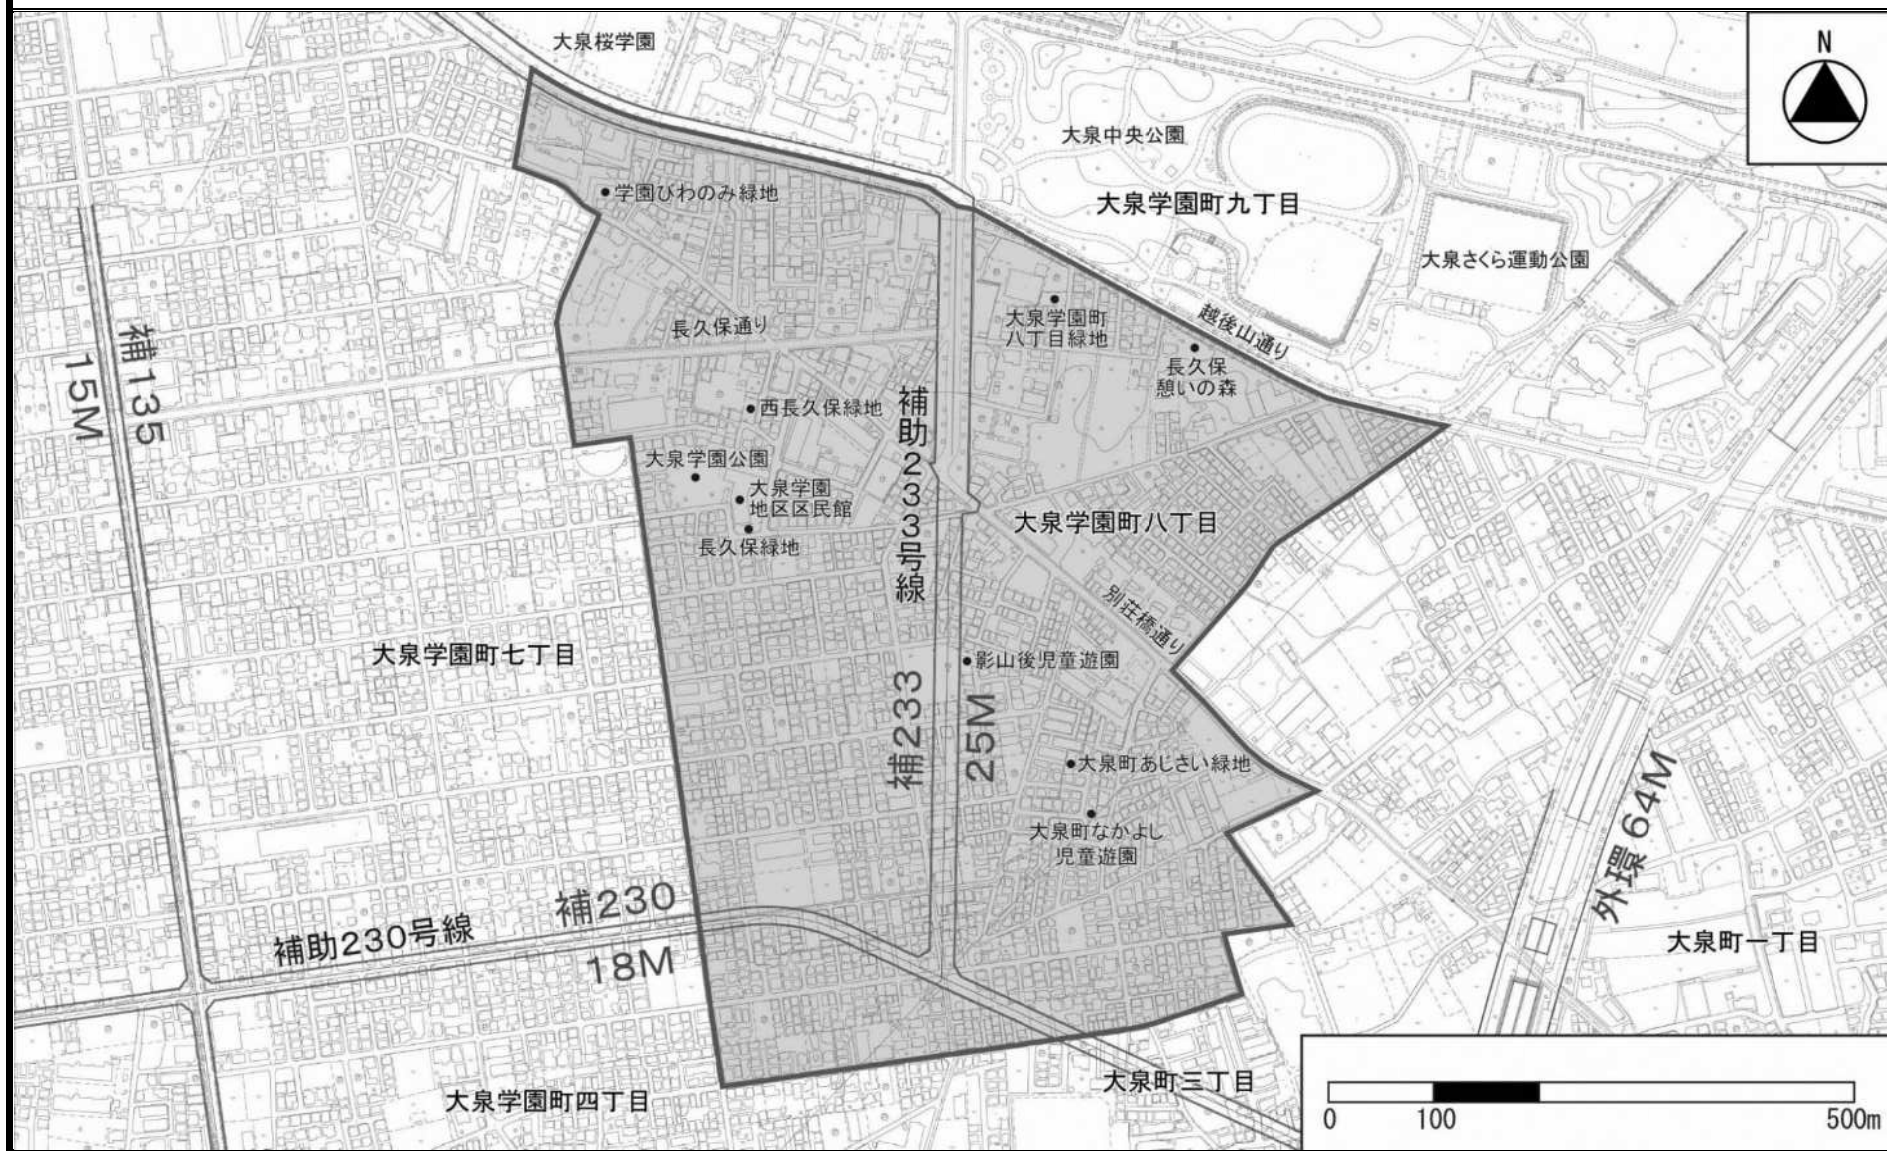 大泉桜学園
N
大泉中央公園
学園びわのみ緑地
大泉学園町九丁目
大泉さくら運動公園
長久保通り
大泉学園町
八丁目緑地
越後山通り
長久保
憩いの森
補135
15M
西長久保緑地
補助233号線
大泉学園公園
大泉学園
地区区民館
長久保緑地
大泉学園町八丁目
別荘橋通り
大泉学園町七丁目
影山後児童遊園
補233
25M
大泉町あじさい緑地
大泉町なかよし
児童遊園
外環64M
補助230号線
補230
18M
大泉町一丁目
大泉学園町四丁目
大泉町三丁目
0 100 500m